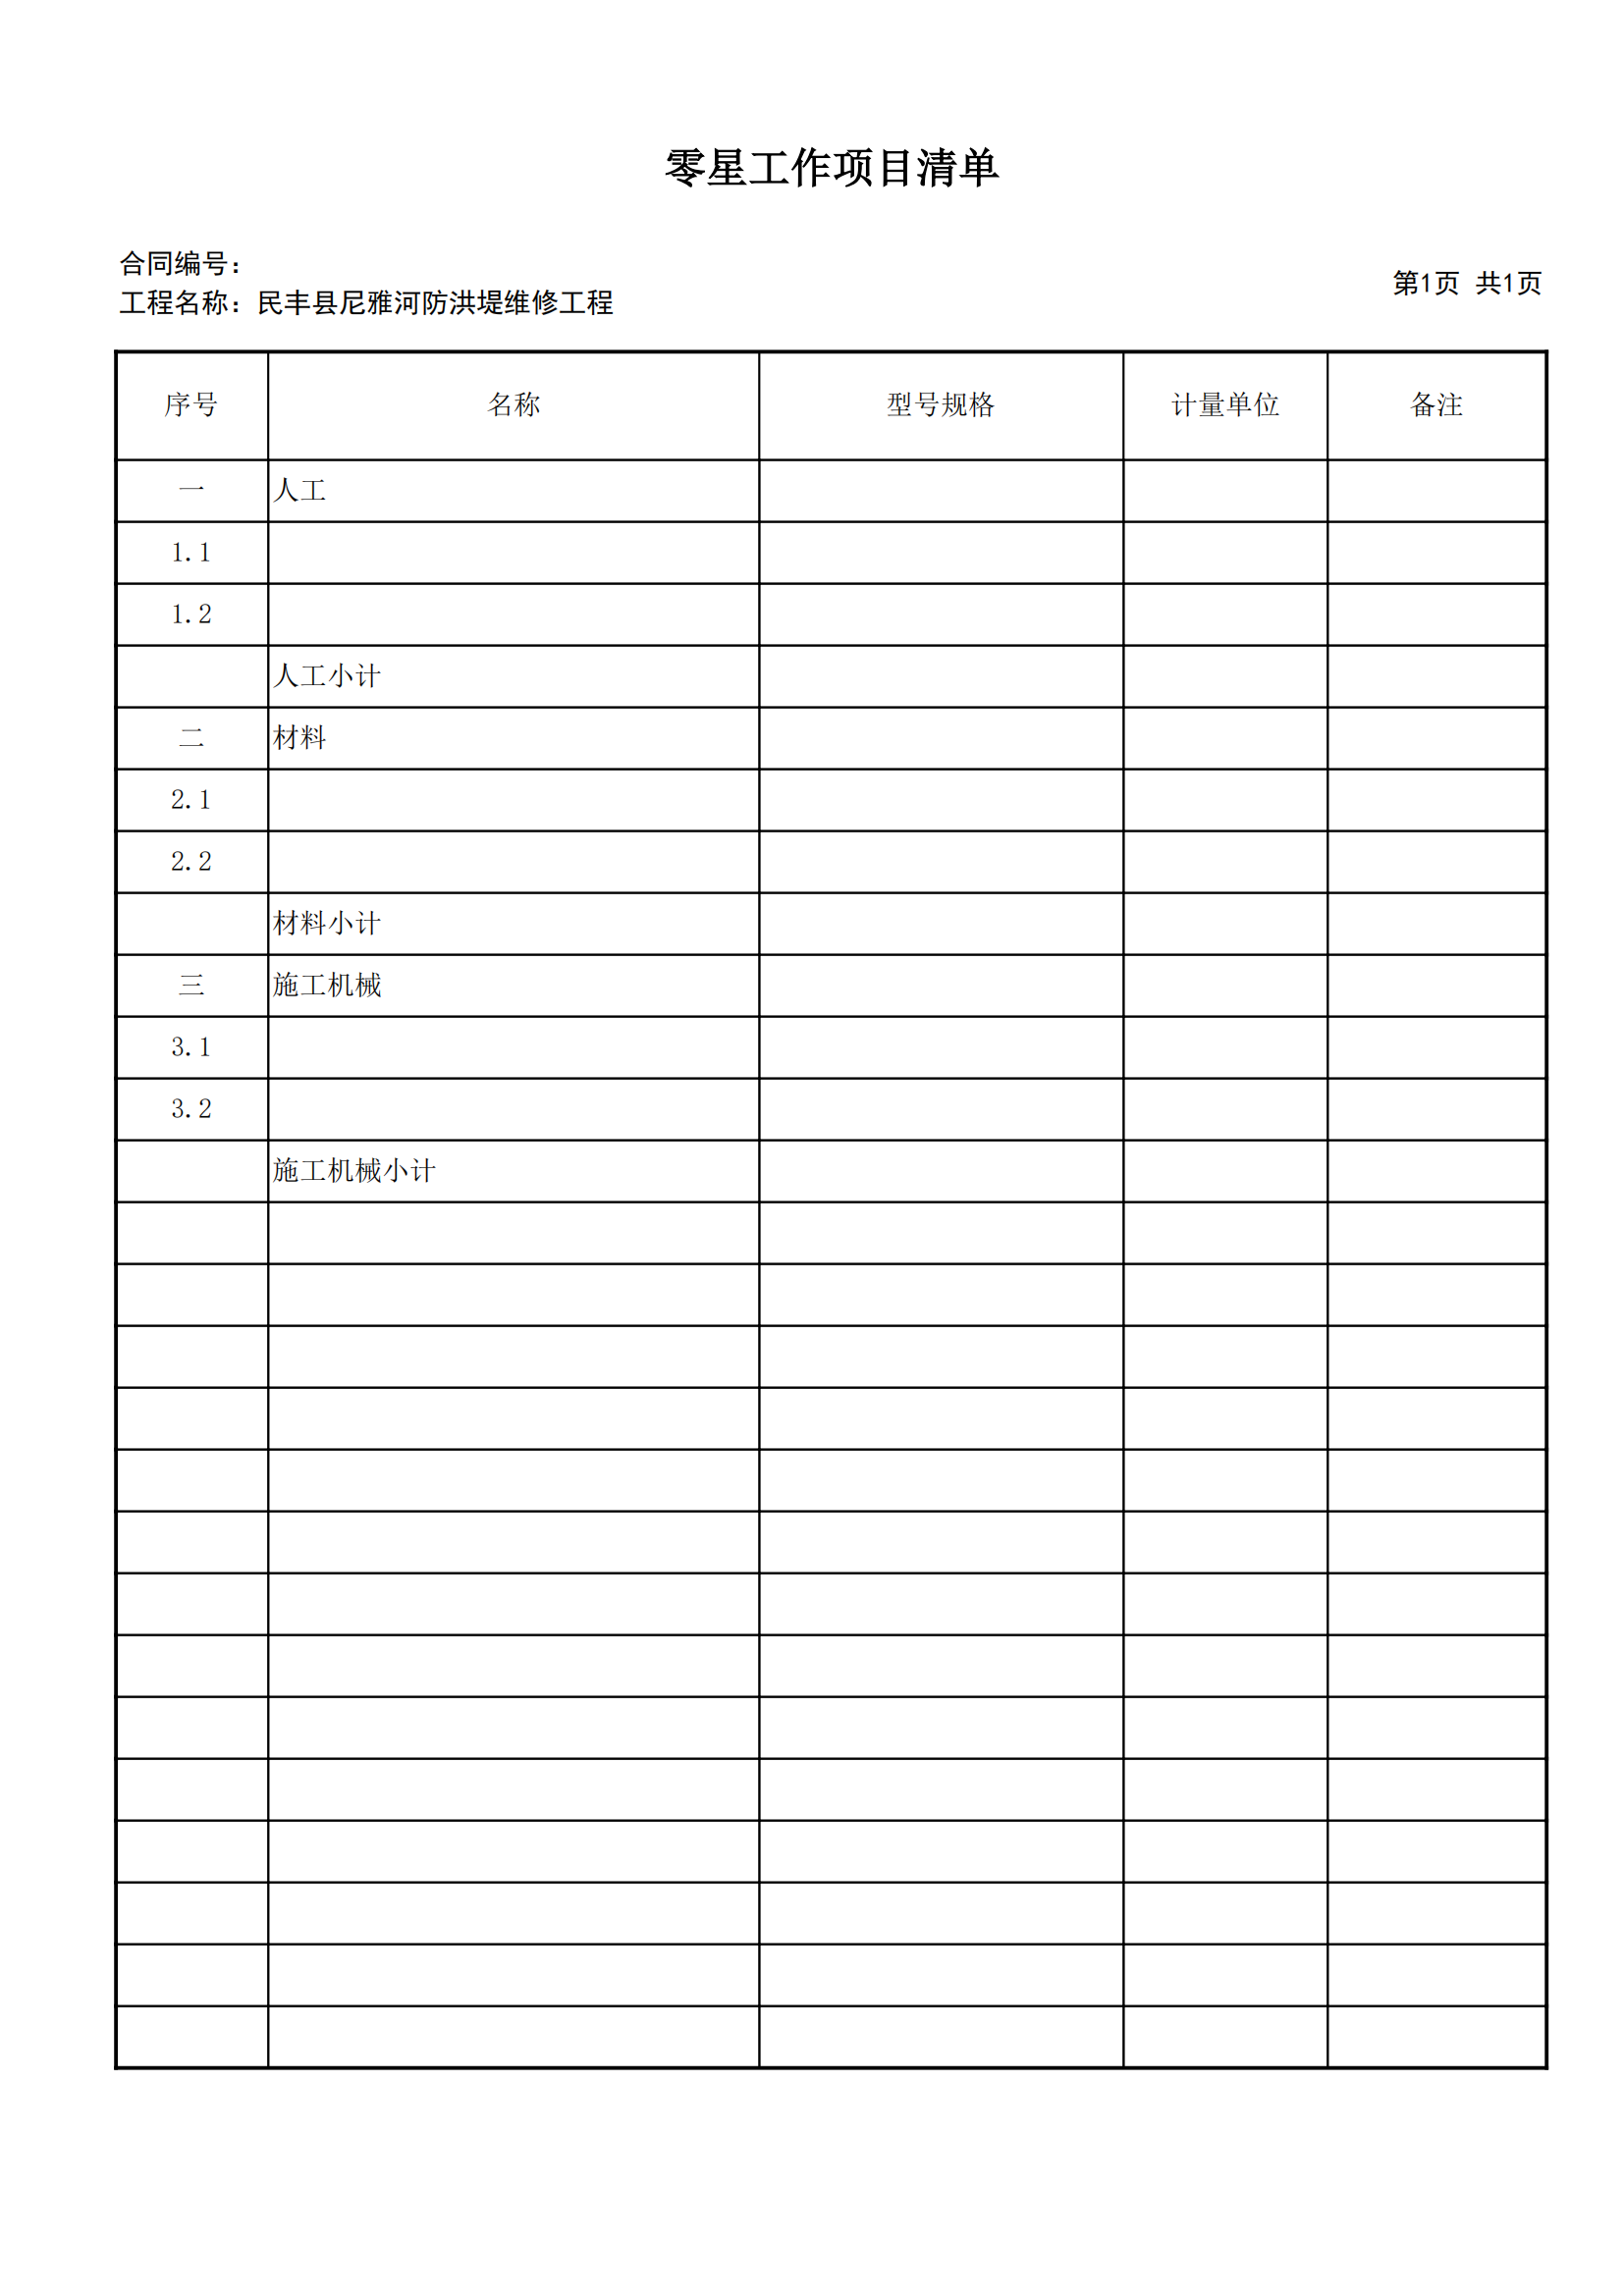 零星工作项目清单
合同编号：
工程名称：民丰县尼雅河防洪堤维修工程
第1页 共1页
序号 名称 型号规格 计量单位 备注
一 人工
1.1
1.2
人工小计
二 材料
2.1
2.2
材料小计
三 施工机械
3.1
3.2
施工机械小计